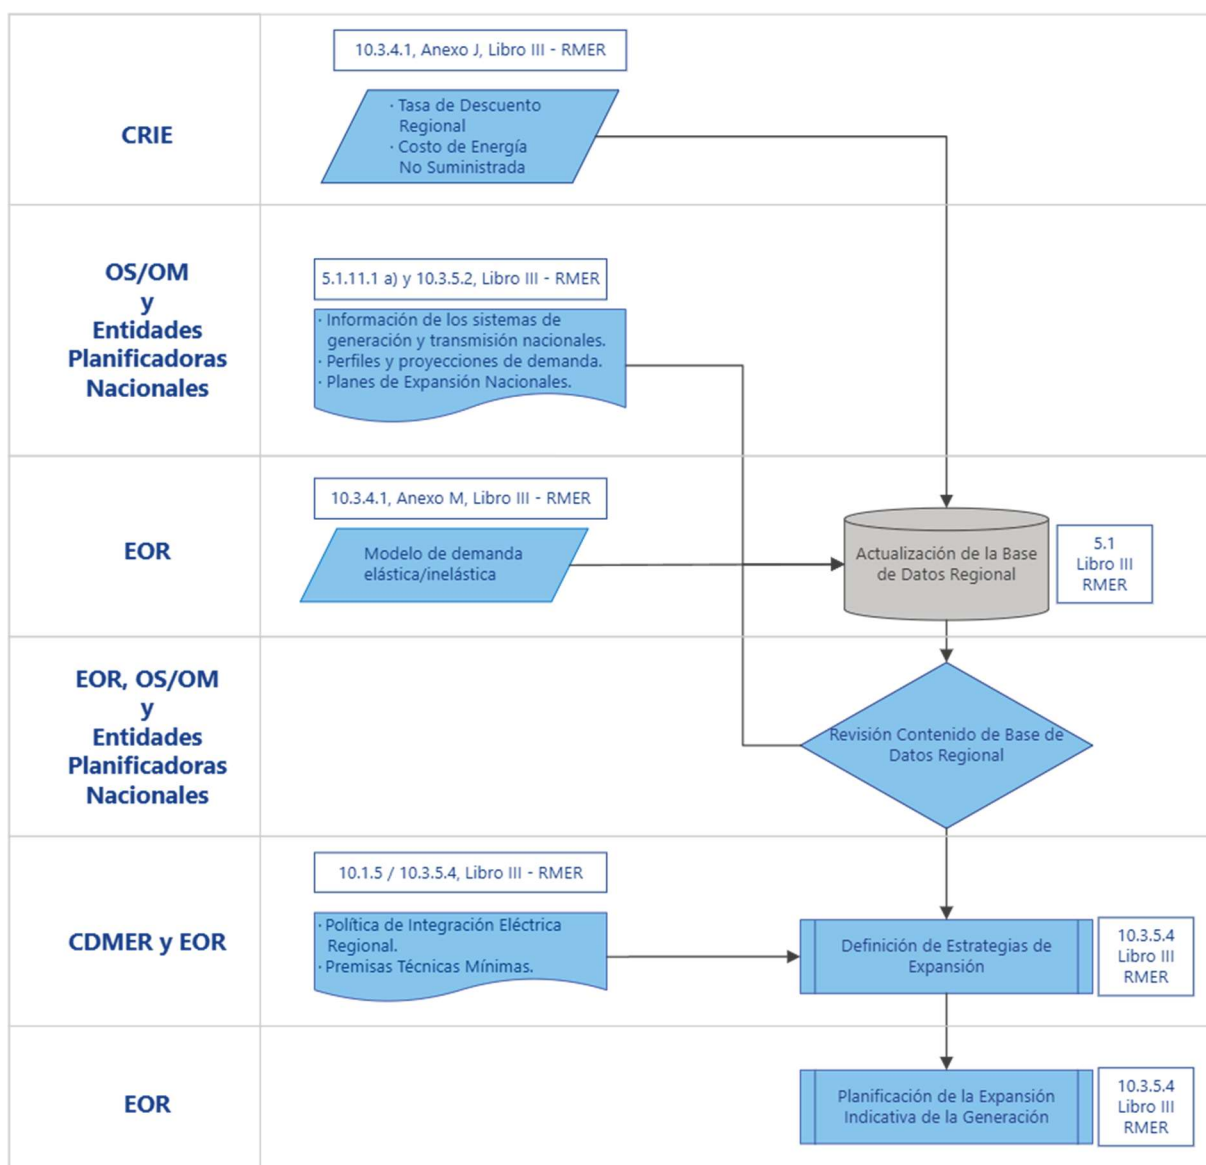 10.3.4.1, Anexo J, Libro III - RMER
CRIE
· Tasa de Descuento
Regional
· Costo de Energía
No Suministrada
OS/OM
y
Entidades
Planificadoras
Nacionales
5.1.11.1 a) y 10.3.5.2, Libro III - RMER
· Información de los sistemas de
generación y transmisión nacionales.
· Perfiles y proyecciones de demanda.
· Planes de Expansión Nacionales.
EOR
10.3.4.1, Anexo M, Libro III - RMER
Modelo de demanda
elástica/inelástica
Actualización de la Base
de Datos Regional
5.1
Libro III
RMER
EOR, OS/OM
y
Entidades
Planificadoras
Nacionales
Revisión Contenido de Base de
Datos Regional
CDMER y EOR
10.1.5 / 10.3.5.4, Libro III - RMER
· Política de Integración Eléctrica
Regional.
· Premisas Técnicas Mínimas.
Definición de Estrategias de
Expansión
10.3.5.4
Libro III
RMER
EOR
Planificación de la Expansión
Indicativa de la Generación
10.3.5.4
Libro III
RMER